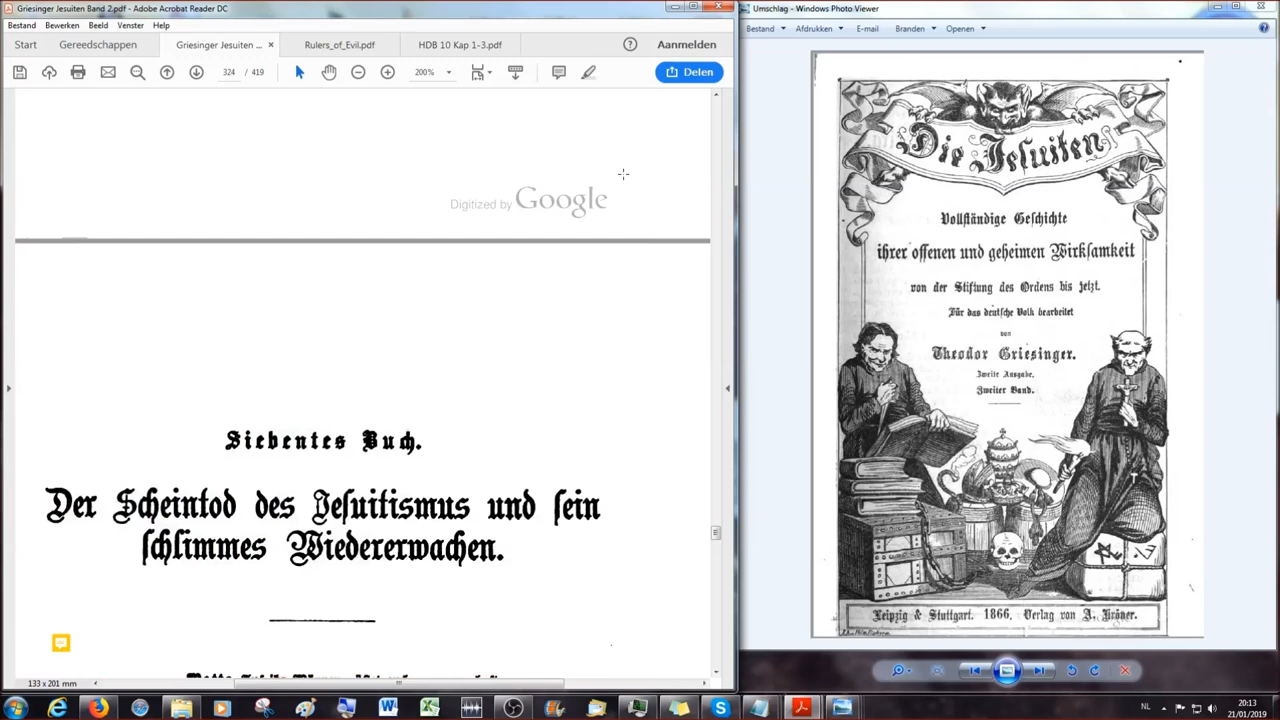 Griesinger Jesuiten Band 2.pdf - Adobe Acrobat Reader DC
Bestand Bewerken Beeld Venster Help
Start Gereedschappen Griesinger Jesuiten ... × Rulers_of_Evil.pdf HDB 10 Kap 1-3.pdf Aanmelden
324 / 419 200% Delen
Digitized by Google
Siebentes Buch.
Der Scheintod des Jesuitismus und sein
schlimmes Wiedererwachen.
133 x 201 mm
Umschlag - Windows Photo Viewer
Bestand Afdrukken E-mail Branden Openen
Die Jesuiten
Vollständige Geschichte
ihrer offenen und geheimen Wirksamkeit
von der Stiftung des Ordens bis jetzt.
Für das deutsche Volk bearbeitet
von
Theodor Griesinger.
Zweite Ausgabe.
Zweiter Band.
Leipzig & Stuttgart. 1866. Verlag von A. Kröner.
NL 20:13
21/01/2019